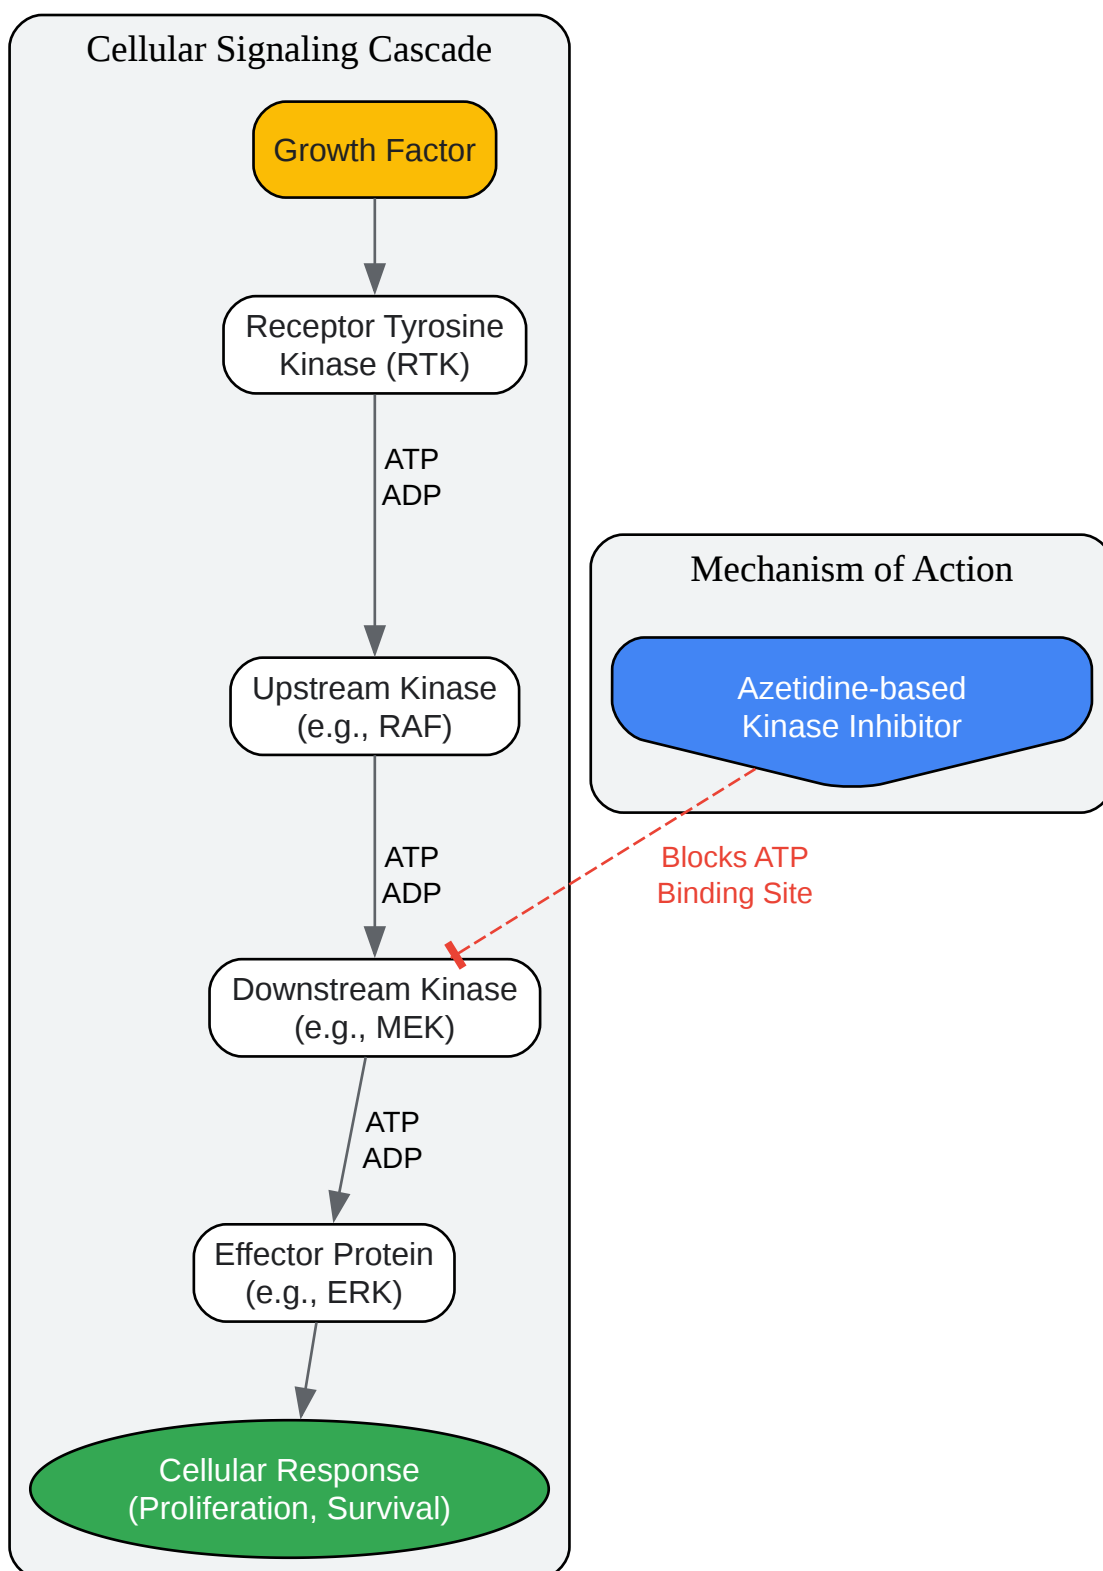 Cellular Signaling Cascade
Growth Factor
Receptor Tyrosine
Kinase (RTK)
ATP
ADP
Mechanism of Action
Azetidine-based
Kinase Inhibitor
Upstream Kinase
(e.g., RAF)
ATP
ADP
Blocks ATP
Binding Site
Downstream Kinase
(e.g., MEK)
ATP
ADP
Effector Protein
(e.g., ERK)
Cellular Response
(Proliferation, Survival)